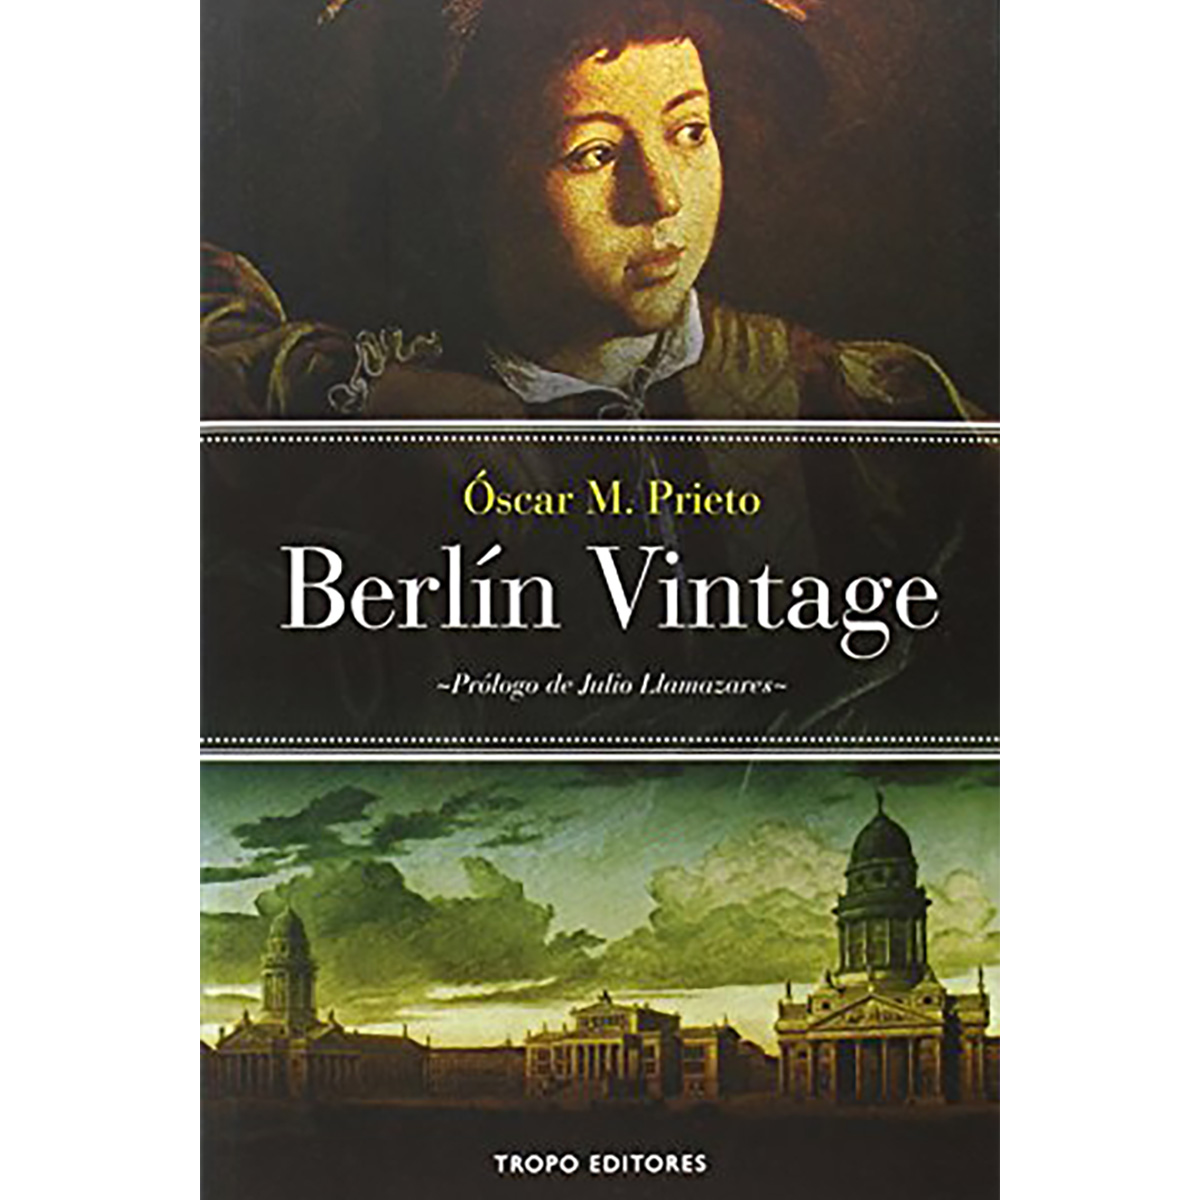 Óscar M. Prieto
Berlín Vintage
~Prólogo de Julio Llamazares~
TROPO EDITORES